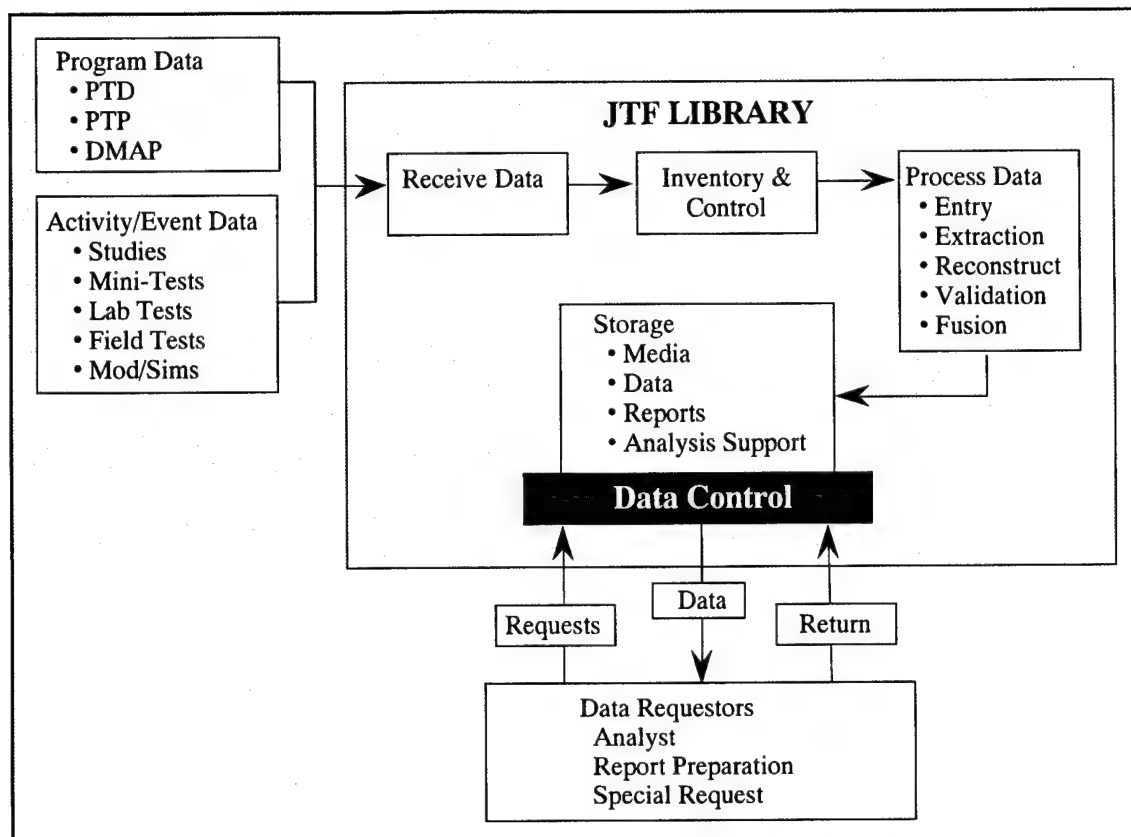 Program Data
• PTD
• PTP
• DMAP
Activity/Event Data
• Studies
• Mini-Tests
• Lab Tests
• Field Tests
• Mod/Sims
JTF LIBRARY
Receive Data
Inventory &
Control
Process Data
• Entry
• Extraction
• Reconstruct
• Validation
• Fusion
Storage
• Media
• Data
• Reports
• Analysis Support
Data Control
Requests
Data
Return
Data Requestors
Analyst
Report Preparation
Special Request